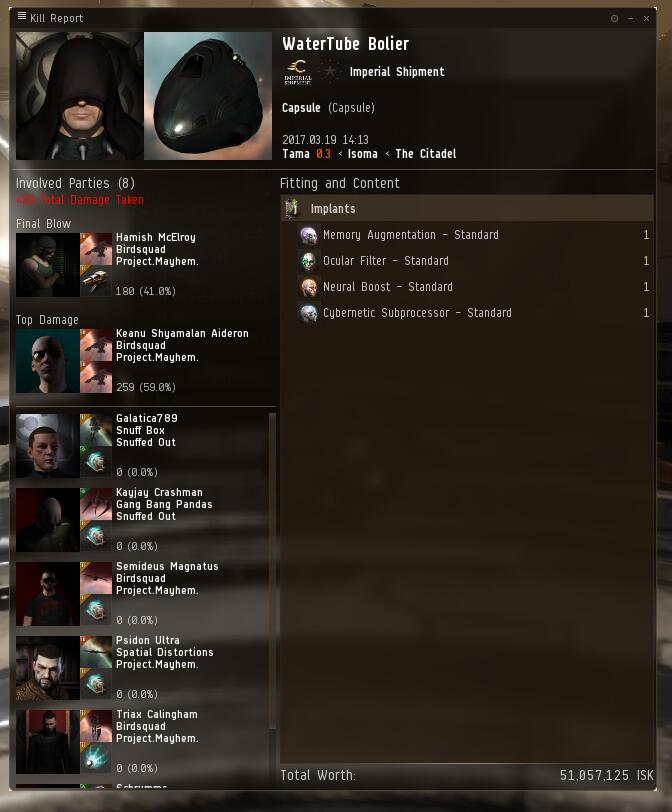 Kill Report
WaterTube Bolier
IMPERIAL
SHIPMENT
Imperial Shipment
Capsule (Capsule)
2017.03.19 14:13
Tama 0.3 < Isoma < The Citadel
Involved Parties (8)
439 Total Damage Taken
Final Blow
Hamish McElroy
Birdsquad
Project.Mayhem.
180 (41.0%)
Top Damage
Keanu Shyamalan Aideron
Birdsquad
Project.Mayhem.
259 (59.0%)
Galatica789
Snuff Box
Snuffed Out
0 (0.0%)
Kayjay Crashman
Gang Bang Pandas
Snuffed Out
0 (0.0%)
Semideus Magnatus
Birdsquad
Project.Mayhem.
0 (0.0%)
Psidon Ultra
Spatial Distortions
Project.Mayhem.
0 (0.0%)
Triax Calingham
Birdsquad
Project.Mayhem.
0 (0.0%)
Fitting and Content
Implants
Memory Augmentation - Standard 1
Ocular Filter - Standard 1
Neural Boost - Standard 1
Cybernetic Subprocessor - Standard 1
Total Worth: 51,057,125 ISK